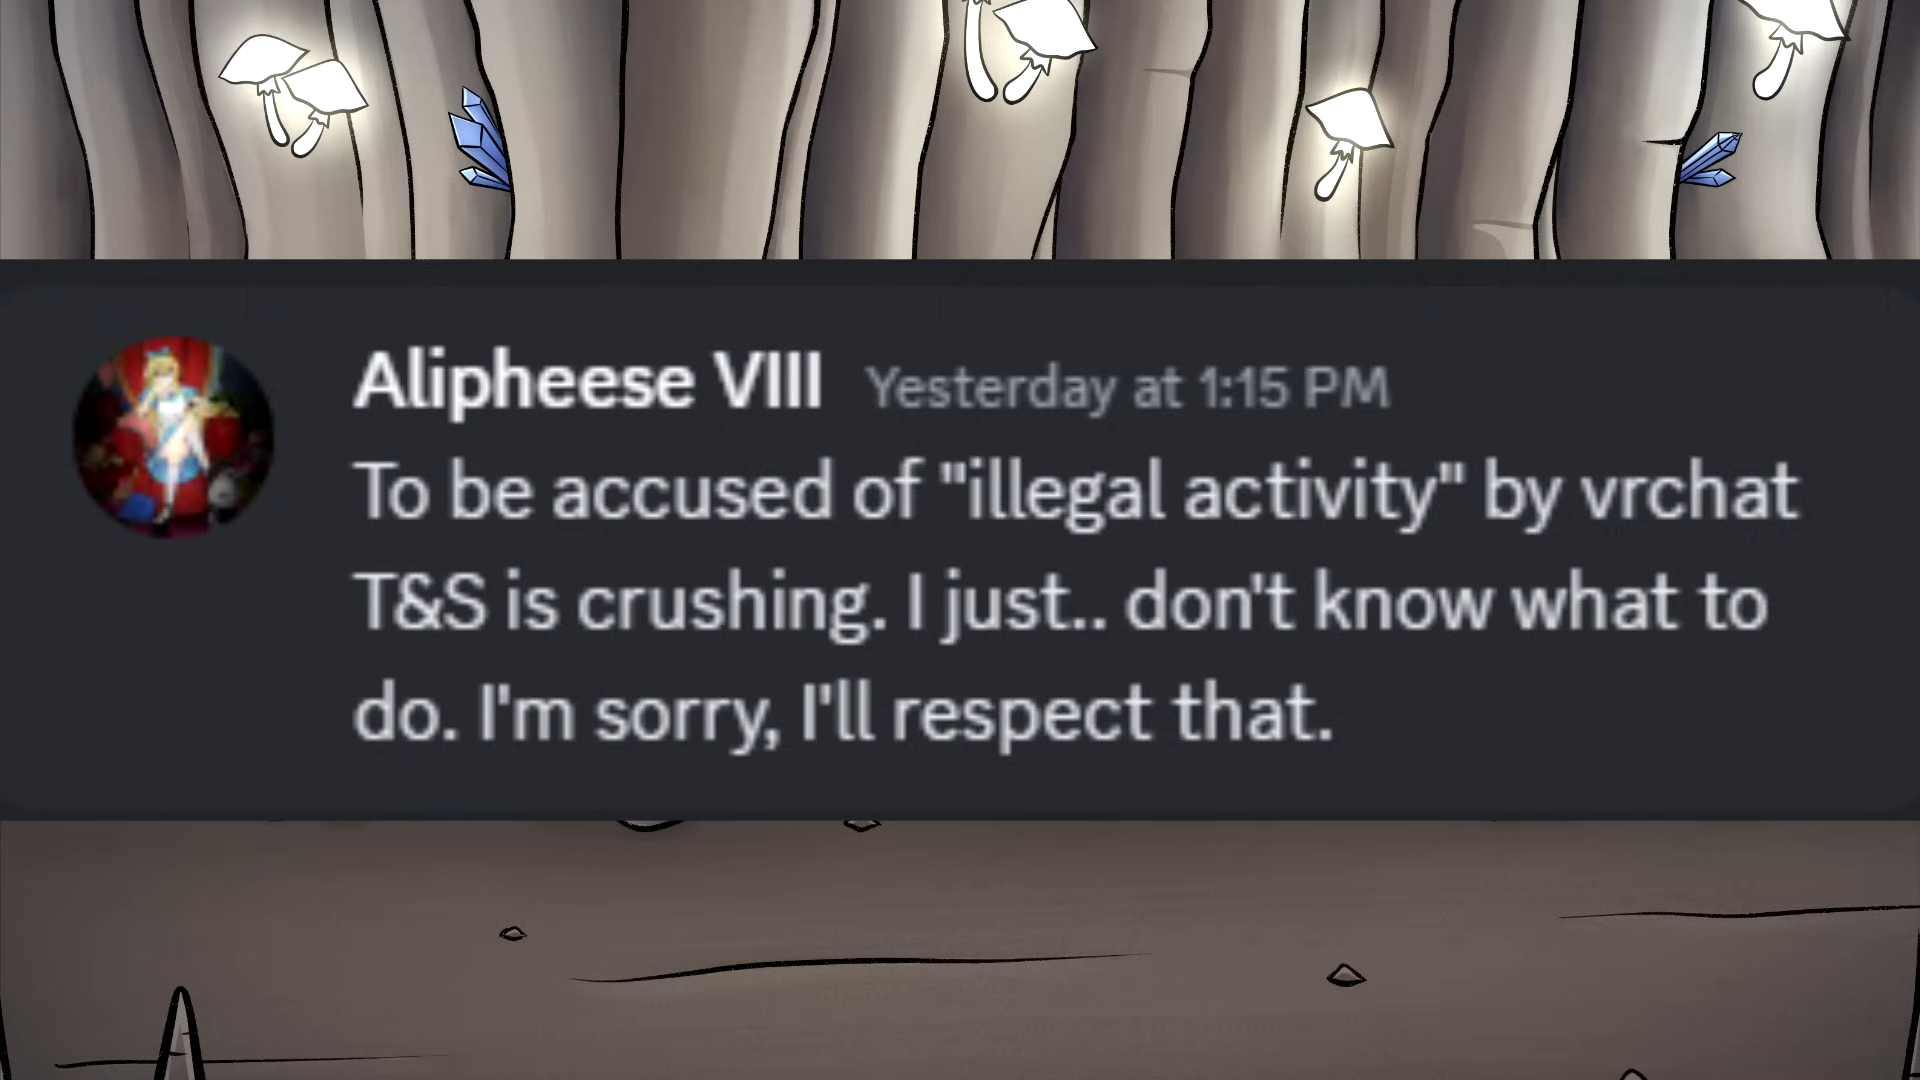 Alipheese VIII Yesterday at 1:15 PM
To be accused of "illegal activity" by vrchat
T&S is crushing. I just.. don't know what to
do. I'm sorry, I'll respect that.